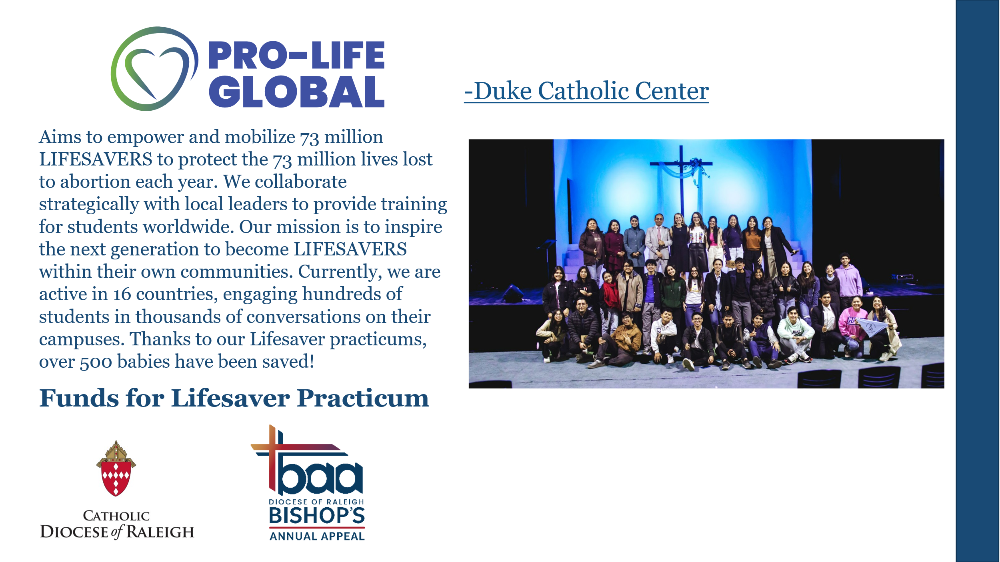 PRO-LIFE
GLOBAL
-Duke Catholic Center
Aims to empower and mobilize 73 million
LIFESAVERS to protect the 73 million lives lost
to abortion each year. We collaborate
strategically with local leaders to provide training
for students worldwide. Our mission is to inspire
the next generation to become LIFESAVERS
within their own communities. Currently, we are
active in 16 countries, engaging hundreds of
students in thousands of conversations on their
campuses. Thanks to our Lifesaver practicums,
over 500 babies have been saved!
Funds for Lifesaver Practicum
CATHOLIC
DIOCESE of RALEIGH
baa
DIOCESE OF RALEIGH
BISHOP'S
ANNUAL APPEAL
NIKE